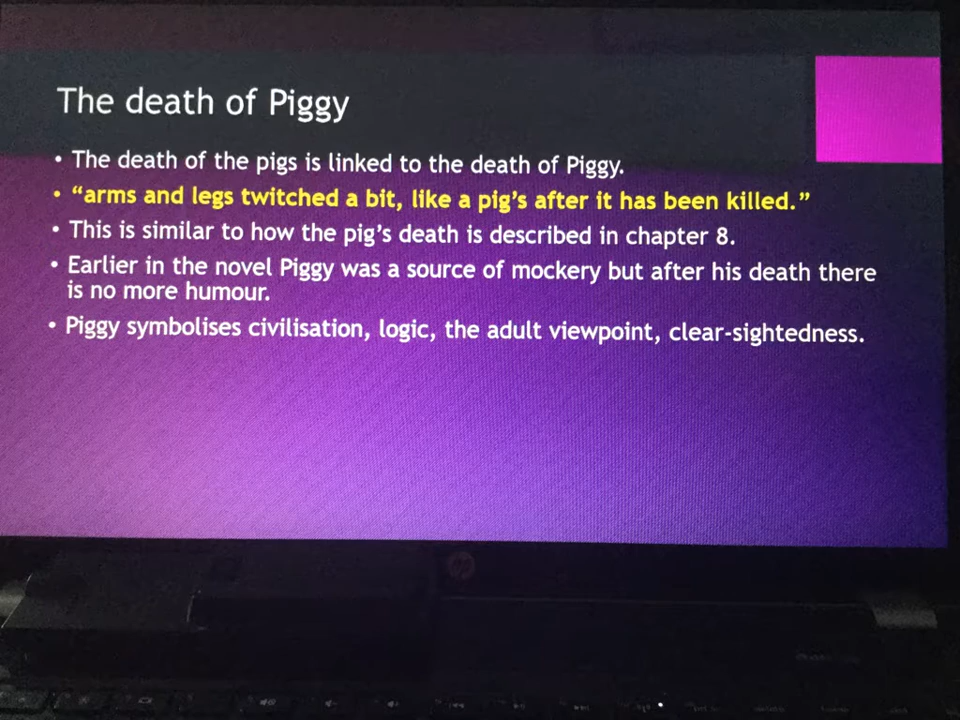 The death of Piggy
• The death of the pigs is linked to the death of Piggy.
• “arms and legs twitched a bit, like a pig’s after it has been killed.”
• This is similar to how the pig’s death is described in chapter 8.
• Earlier in the novel Piggy was a source of mockery but after his death there
is no more humour.
• Piggy symbolises civilisation, logic, the adult viewpoint, clear-sightedness.
hp